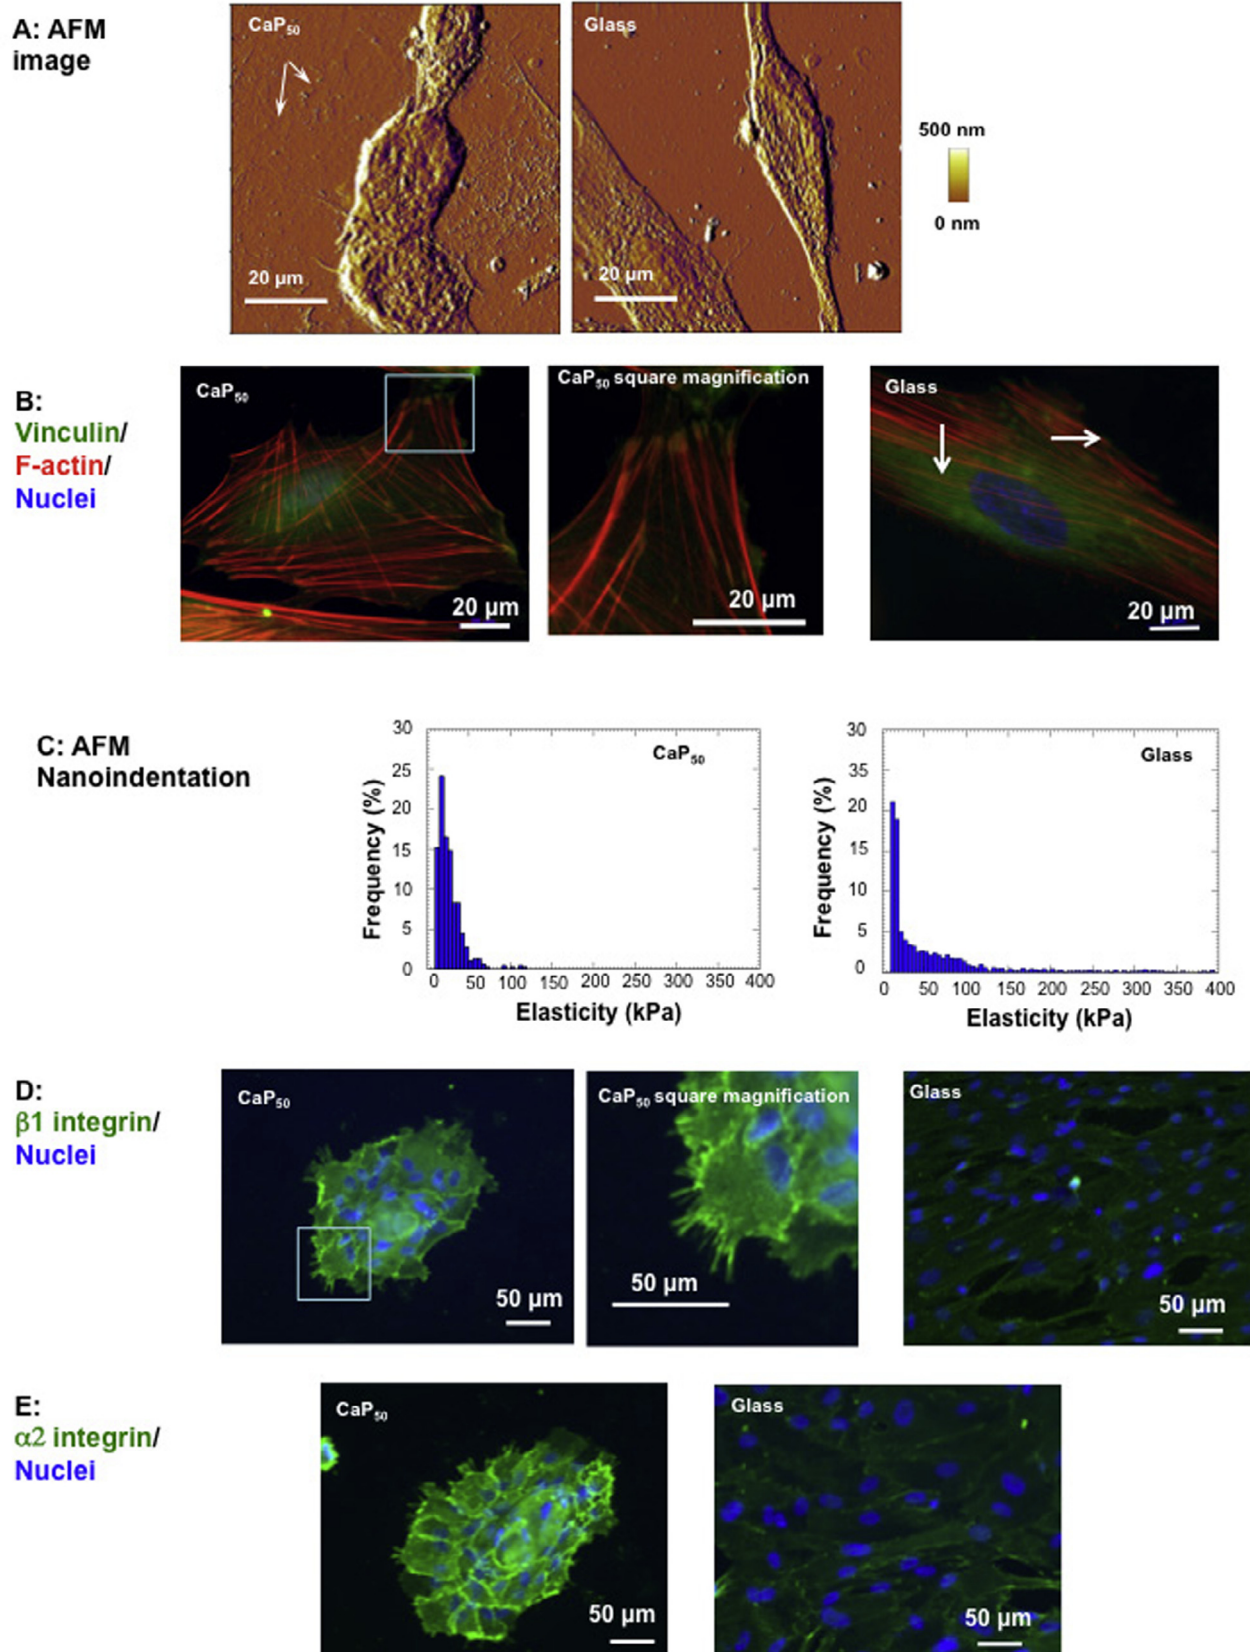 A: AFM
image
CaP50
20 µm
Glass
20 µm
500 nm
0 nm
B:
Vinculin/
F-actin/
Nuclei
CaP50
20 µm
CaP50 square magnification
20 µm
Glass
20 µm
C: AFM
Nanoindentation
Frequency (%)
30
25
20
15
10
5
0
CaP50
0 50 100 150 200 250 300 350 400
Elasticity (kPa)
Frequency (%)
30
35
20
15
10
5
0
Glass
0 50 100 150 200 250 300 350 400
Elasticity (kPa)
D:
β1 integrin/
Nuclei
CaP50
50 µm
CaP50 square magnification
50 µm
Glass
50 µm
E:
α2 integrin/
Nuclei
CaP50
50 µm
Glass
50 µm